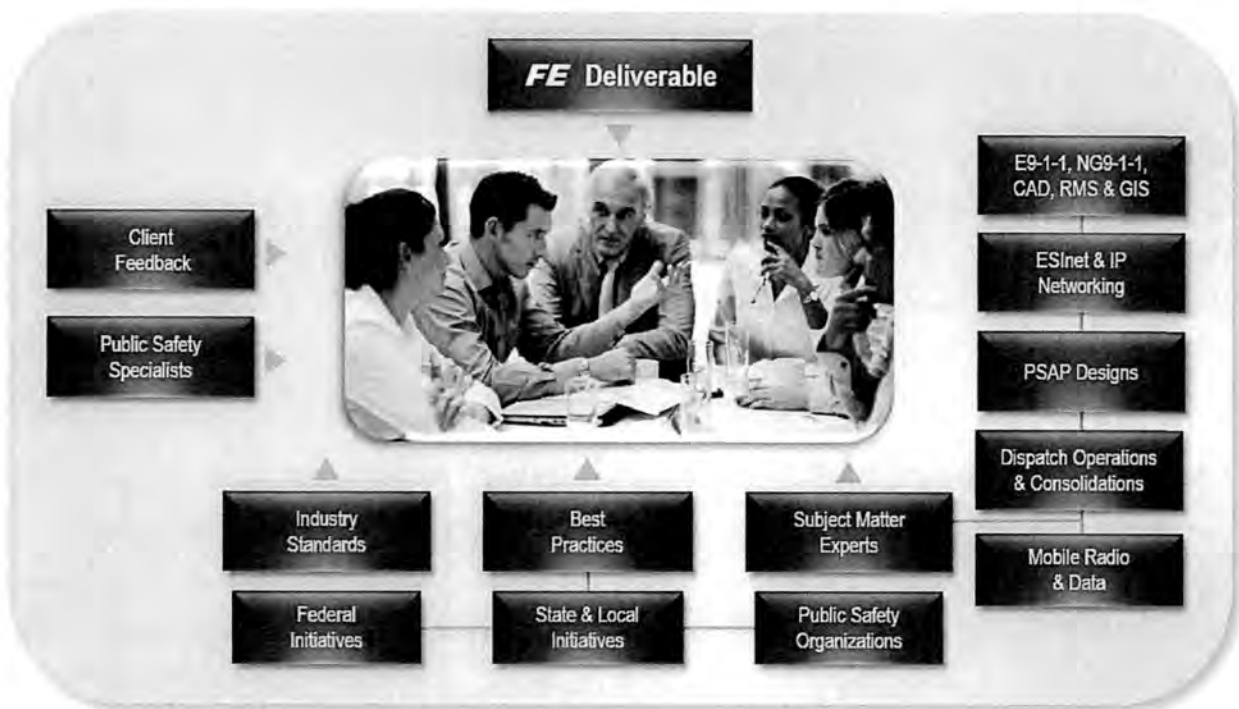 FE Deliverable
Client
Feedback
Public Safety
Specialists
E9-1-1, NG9-1-1,
CAD, RMS & GIS
ESInet & IP
Networking
PSAP Designs
Dispatch Operations
& Consolidations
Mobile Radio
& Data
Industry
Standards
Best
Practices
Subject Matter
Experts
Federal
Initiatives
State & Local
Initiatives
Public Safety
Organizations